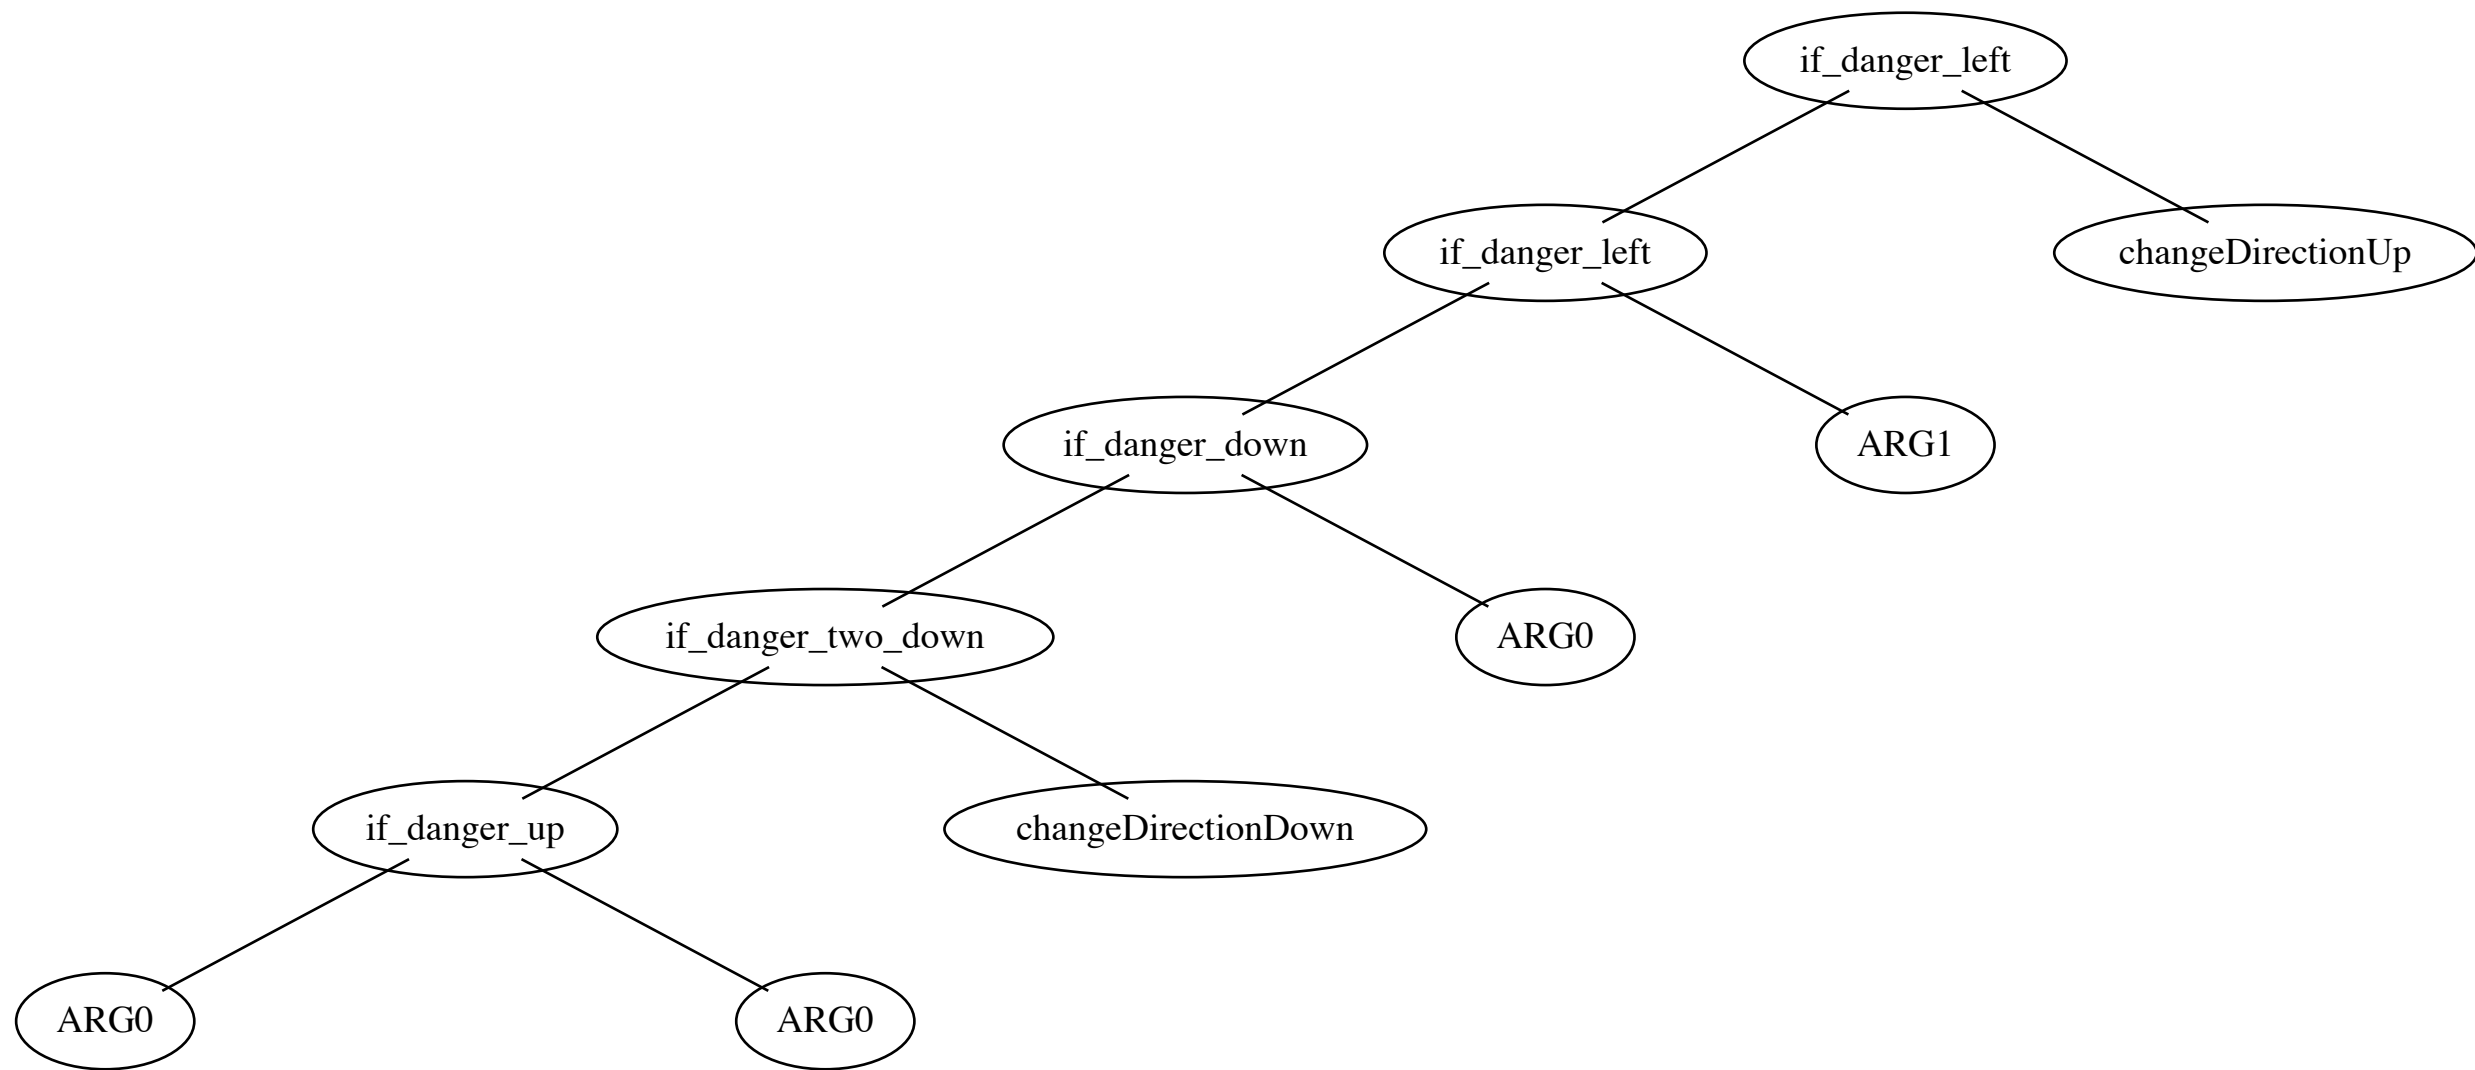 if_danger_left
if_danger_left
changeDirectionUp
if_danger_down
ARG1
if_danger_two_down
ARG0
if_danger_up
changeDirectionDown
ARG0
ARG0